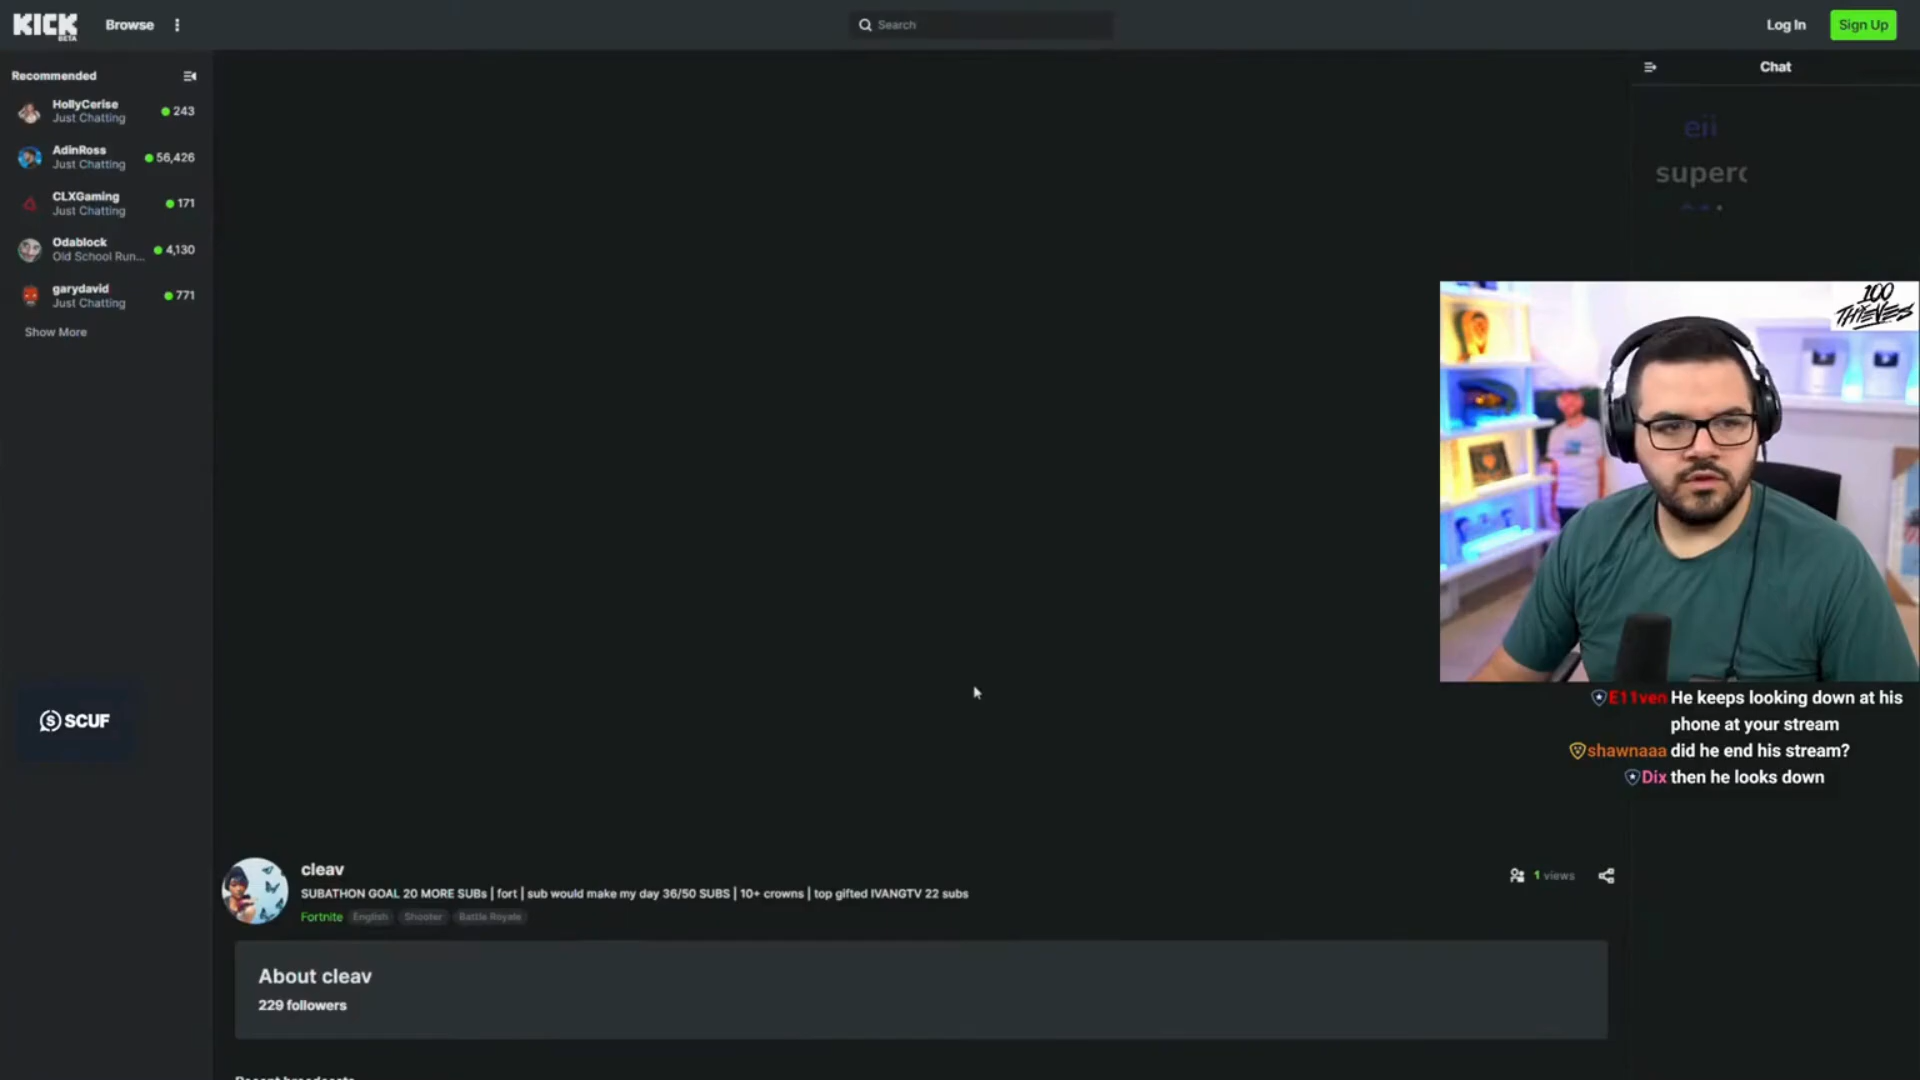 KICK
BETA
Browse
Search
Log In
Sign Up
Recommended
HollyCerise
Just Chatting
243
AdinRoss
Just Chatting
56,426
CLXGaming
Just Chatting
171
Odablock
Old School Run...
4,130
garydavid
Just Chatting
771
Show More
SCUF
Chat
eii
100
THIEVES
E11ven He keeps looking down at his
phone at your stream
shawnaaa did he end his stream?
Dix then he looks down
cleav
SUBATHON GOAL 20 MORE SUBs | fort | sub would make my day 36/50 SUBS | 10+ crowns | top gifted IVANGTV 22 subs
Fortnite English Shooter Battle Royale
1 views
About cleav
229 followers
Recent broadcasts